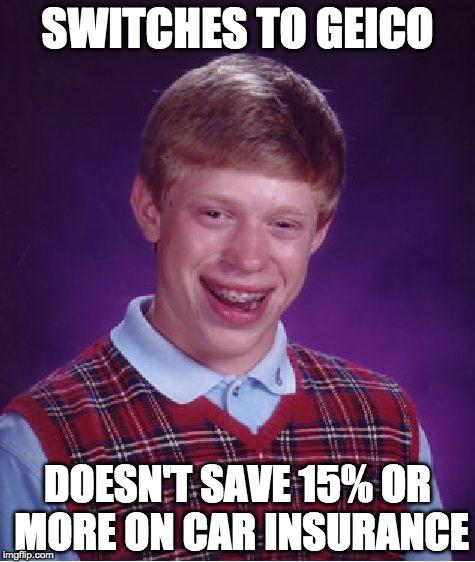 SWITCHES TO GEICO
DOESN'T SAVE 15% OR
MORE ON CAR INSURANCE
imgflip.com